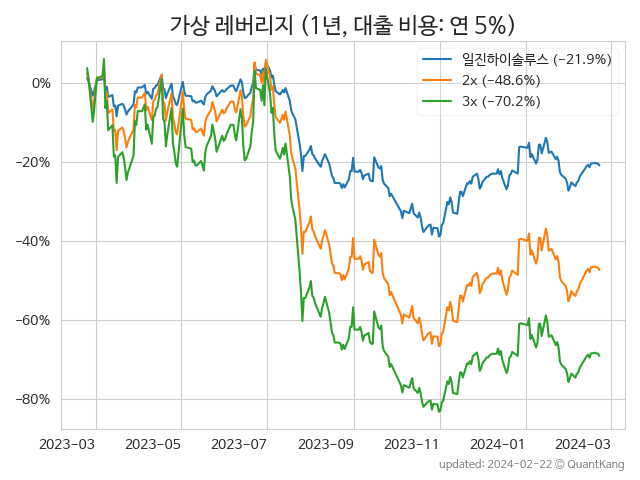 가상 레버리지 (1년, 대출 비용: 연 5%)
일진하이솔루스 (−21.9%)
2x (−48.6%)
3x (−70.2%)
0%
−20%
−40%
−60%
−80%
2023-03 2023-05 2023-07 2023-09 2023-11 2024-01 2024-03
updated: 2024-02-22 © QuantKang